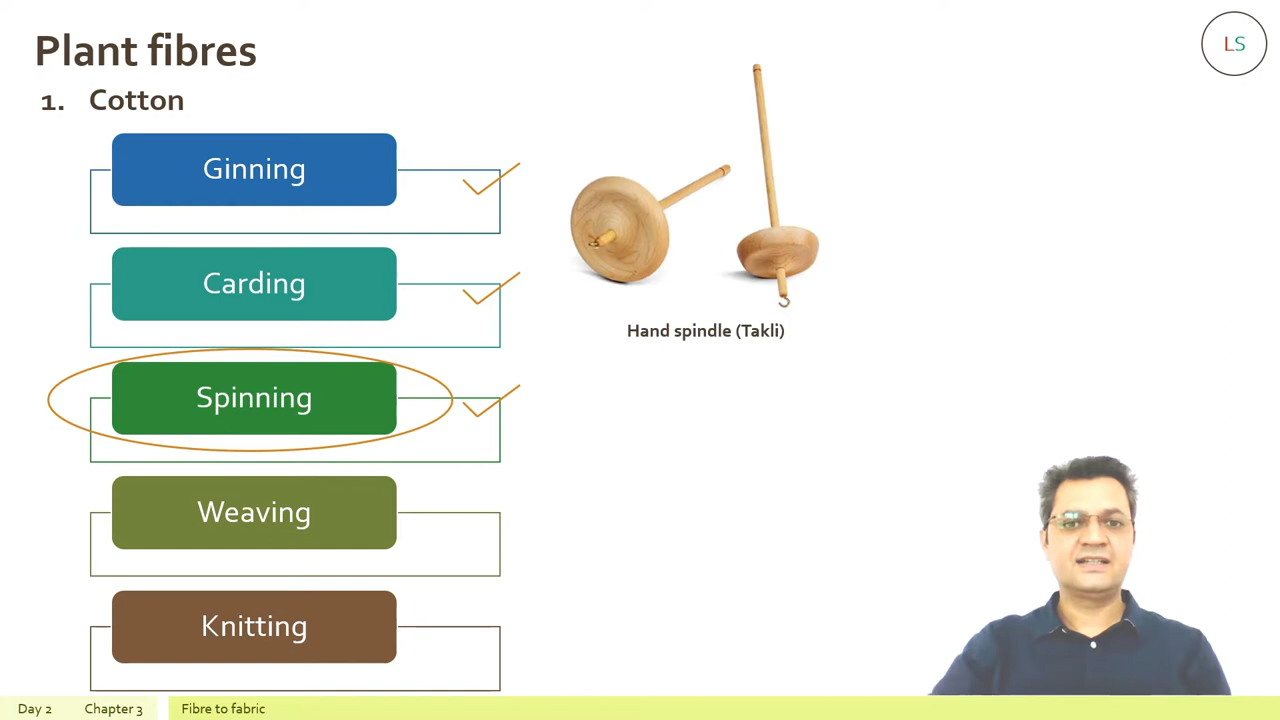 Plant fibres
LS
1. Cotton
Ginning
Carding
Spinning
Weaving
Knitting
Hand spindle (Takli)
Day 2 Chapter 3 Fibre to fabric